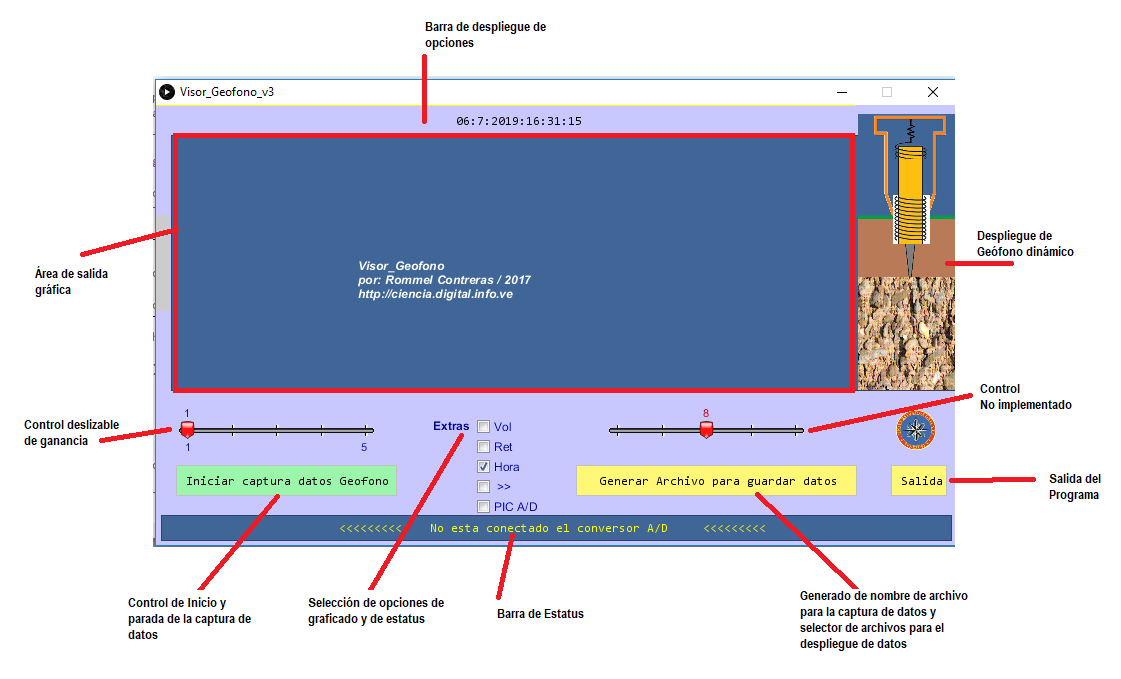 Barra de despliegue de
opciones
Visor_Geofono_v3
06:7:2019:16:31:15
Área de salida
gráfica
Visor_Geofono
por: Rommel Contreras / 2017
http://ciencia.digital.info.ve
Despliegue de
Geófono dinámico
Control
No implementado
Control deslizable
de ganancia
1
1
5
Extras
Vol
Ret
Hora
>>
PIC A/D
8
Iniciar captura datos Geofono
Generar Archivo para guardar datos
Salida
Salida del
Programa
<<<<<<<<< No esta conectado el conversor A/D <<<<<<<<<
Control de Inicio y
parada de la captura de
datos
Selección de opciones de
graficado y de estatus
Barra de Estatus
Generado de nombre de archivo
para la captura de datos y
selector de archivos para el
despliegue de datos